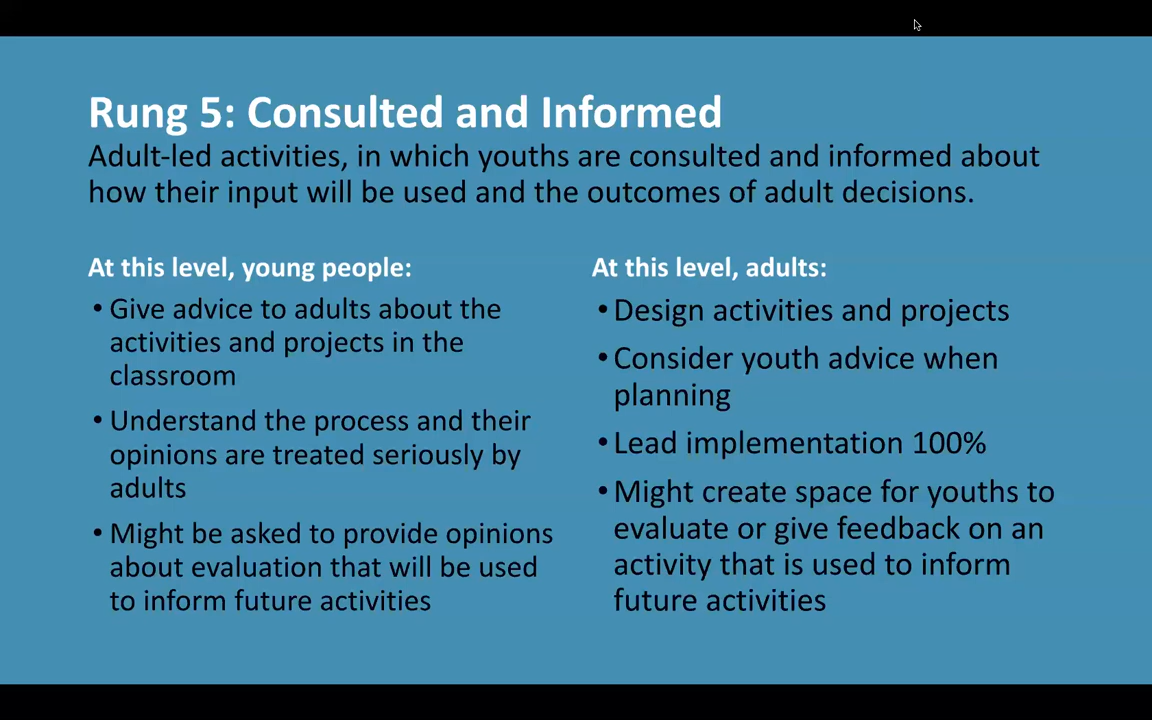 Rung 5: Consulted and Informed
Adult-led activities, in which youths are consulted and informed about
how their input will be used and the outcomes of adult decisions.
At this level, young people:
• Give advice to adults about the
activities and projects in the
classroom
• Understand the process and their
opinions are treated seriously by
adults
• Might be asked to provide opinions
about evaluation that will be used
to inform future activities
At this level, adults:
• Design activities and projects
• Consider youth advice when
planning
• Lead implementation 100%
• Might create space for youths to
evaluate or give feedback on an
activity that is used to inform
future activities